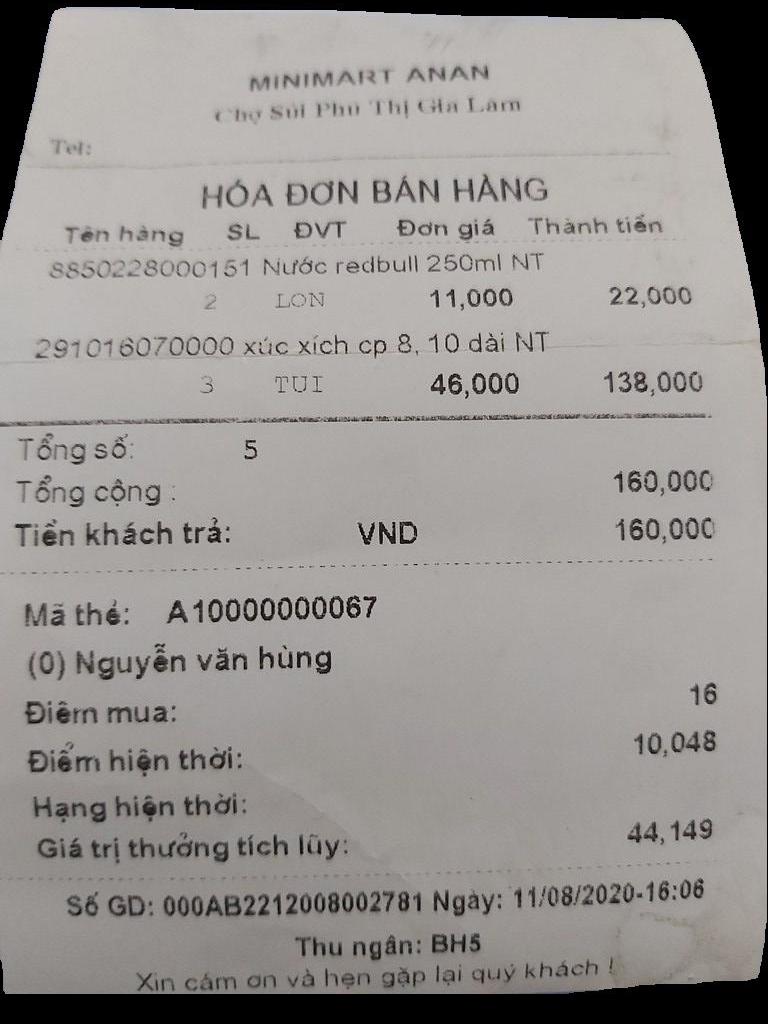 MINIMART ANAN
Chợ Sủi Phú Thị Gia Lâm
Tel:
HÓA ĐƠN BÁN HÀNG
Tên hàng SL ĐVT Đơn giá Thành tiền
8850228000151 Nước redbull 250ml NT
2 LON 11,000 22,000
291016070000 xúc xích cp 8, 10 dài NT
3 TUI 46,000 138,000
Tổng số: 5
Tổng cộng : 160,000
Tiền khách trả: VND 160,000
Mã thẻ: A10000000067
(0) Nguyễn văn hùng
Điểm mua: 16
Điểm hiện thời: 10,048
Hạng hiện thời:
Giá trị thưởng tích lũy: 44,149
Số GD: 000AB2212008002781 Ngày: 11/08/2020-16:06
Thu ngân: BH5
Xin cám ơn và hẹn gặp lại quý khách !